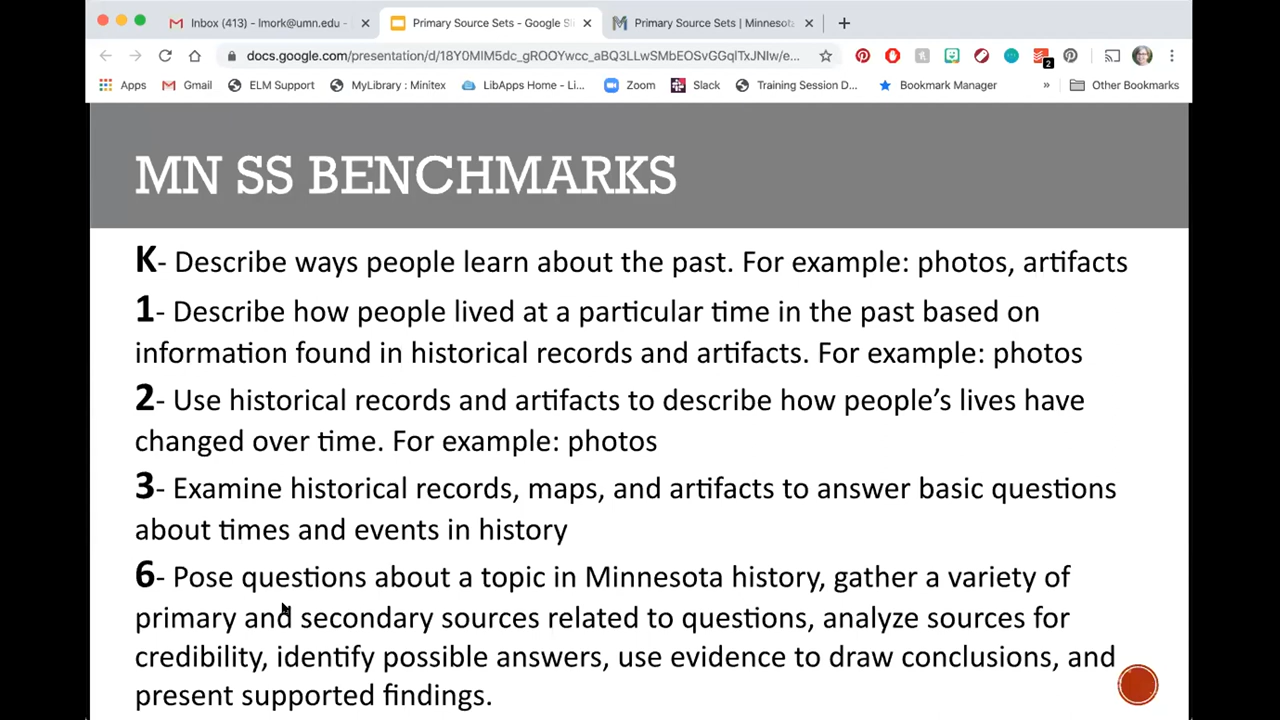 Inbox (413) - lmork@umn.edu -
Primary Source Sets - Google Sl
Primary Source Sets | Minnesota
docs.google.com/presentation/d/18Y0MlM5dc_gROOYwcc_aBQ3LLwSMbEOSvGGqlTxJNIw/e...
2
Apps
Gmail
ELM Support
MyLibrary : Minitex
LibApps Home - Li...
Zoom
Slack
Training Session D...
Bookmark Manager
»
Other Bookmarks
MN SS BENCHMARKS
K- Describe ways people learn about the past. For example: photos, artifacts
1- Describe how people lived at a particular time in the past based on
information found in historical records and artifacts. For example: photos
2- Use historical records and artifacts to describe how people’s lives have
changed over time. For example: photos
3- Examine historical records, maps, and artifacts to answer basic questions
about times and events in history
6- Pose questions about a topic in Minnesota history, gather a variety of
primary and secondary sources related to questions, analyze sources for
credibility, identify possible answers, use evidence to draw conclusions, and
present supported findings.